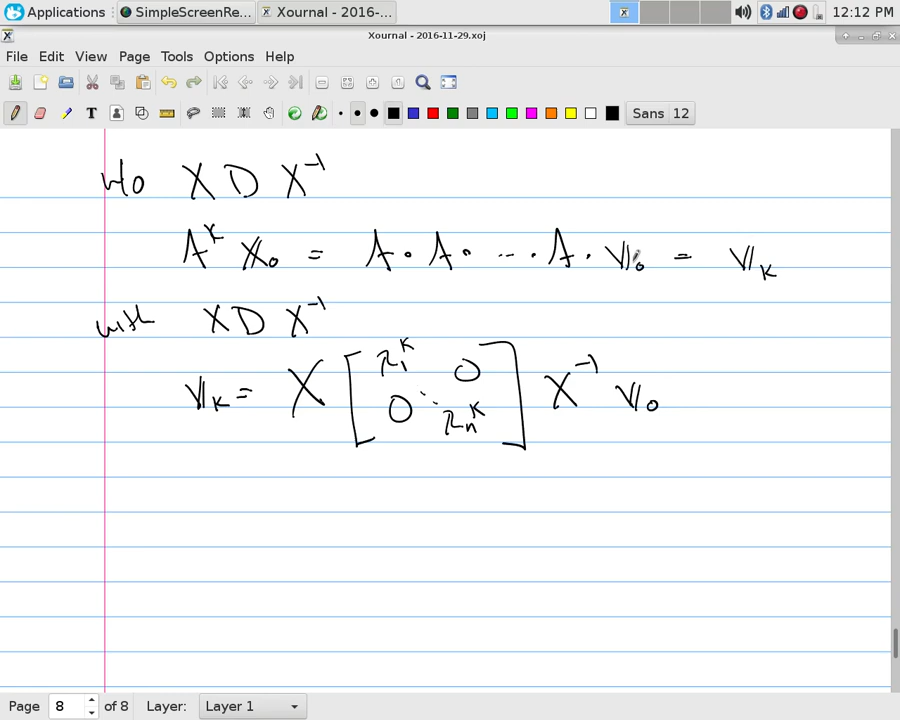 Applications SimpleScreenRe... Xournal - 2016-... 12:12 PM
Xournal - 2016-11-29.xoj
File Edit View Page Tools Options Help
T Sans 12
w/o X D X⁻¹
Aᵏ x₀ = A · A · ... · A · v₀ = vₖ
with X D X⁻¹
vₖ = X [ λ₁ᵏ 0
0 ⋱ λₙᵏ ] X⁻¹ v₀
Page 8 of 8 Layer: Layer 1